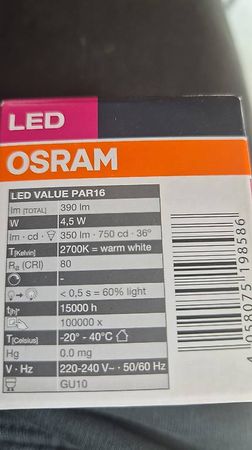 LED
OSRAM
LED VALUE PAR16
lm [TOTAL] 390 lm
W 4,5 W
lm · cd · 350 lm · 750 cd · 36°
T[Kelvin] 2700K = warm white
Ra (CRI) 80
-
< 0,5 s = 60% light
t[h]* 15000 h
100000 x
T[Celsius] -20° - 40°C
Hg 0.0 mg
V · Hz 220-240 V~ · 50/60 Hz
GU10
4 058075 198586